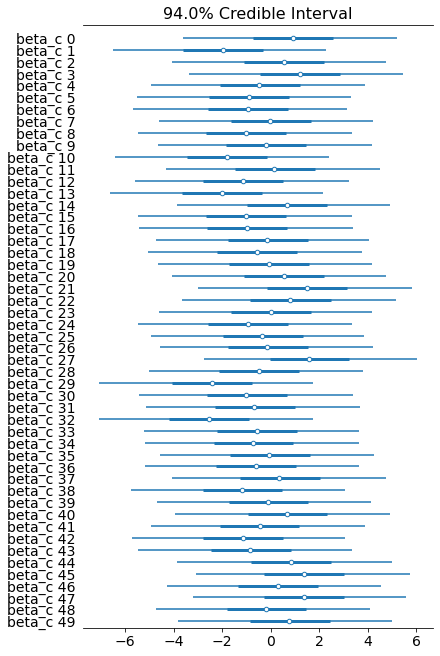 94.0% Credible Interval
beta_c 0
beta_c 1
beta_c 2
beta_c 3
beta_c 4
beta_c 5
beta_c 6
beta_c 7
beta_c 8
beta_c 9
beta_c 10
beta_c 11
beta_c 12
beta_c 13
beta_c 14
beta_c 15
beta_c 16
beta_c 17
beta_c 18
beta_c 19
beta_c 20
beta_c 21
beta_c 22
beta_c 23
beta_c 24
beta_c 25
beta_c 26
beta_c 27
beta_c 28
beta_c 29
beta_c 30
beta_c 31
beta_c 32
beta_c 33
beta_c 34
beta_c 35
beta_c 36
beta_c 37
beta_c 38
beta_c 39
beta_c 40
beta_c 41
beta_c 42
beta_c 43
beta_c 44
beta_c 45
beta_c 46
beta_c 47
beta_c 48
beta_c 49
−6 −4 −2 0 2 4 6